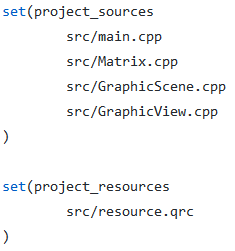 set(project_sources
        src/main.cpp
        src/Matrix.cpp
        src/GraphicScene.cpp
        src/GraphicView.cpp
)

set(project_resources
        src/resource.qrc
)